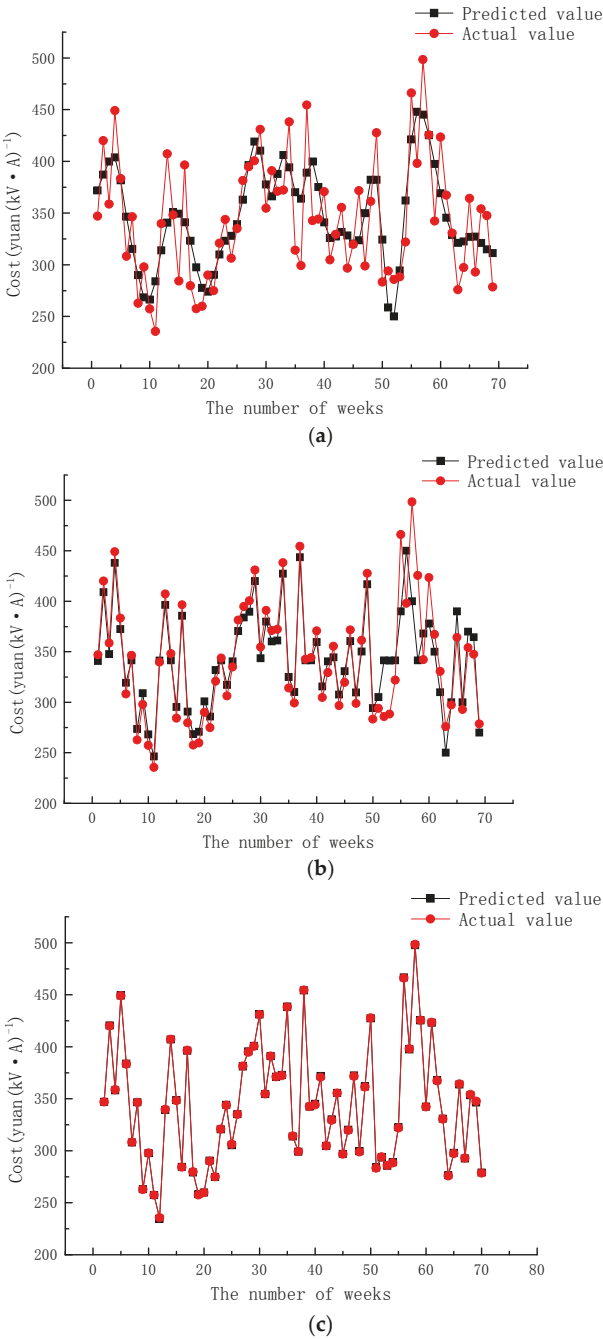 Predicted value
Actual value
500
450
400
350
300
250
200
Cost(yuan(kV·A)⁻¹)
0 10 20 30 40 50 60 70
The number of weeks
(a)
Predicted value
Actual value
500
450
400
350
300
250
200
Cost(yuan(kV·A)⁻¹)
0 10 20 30 40 50 60 70
The number of weeks
(b)
Predicted value
Actual value
500
450
400
350
300
250
200
Cost(yuan(kV·A)⁻¹)
0 10 20 30 40 50 60 70 80
The number of weeks
(c)